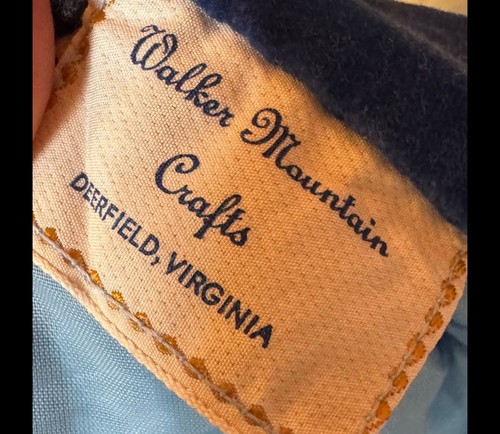 Walker Mountain
Crafts
DEERFIELD, VIRGINIA